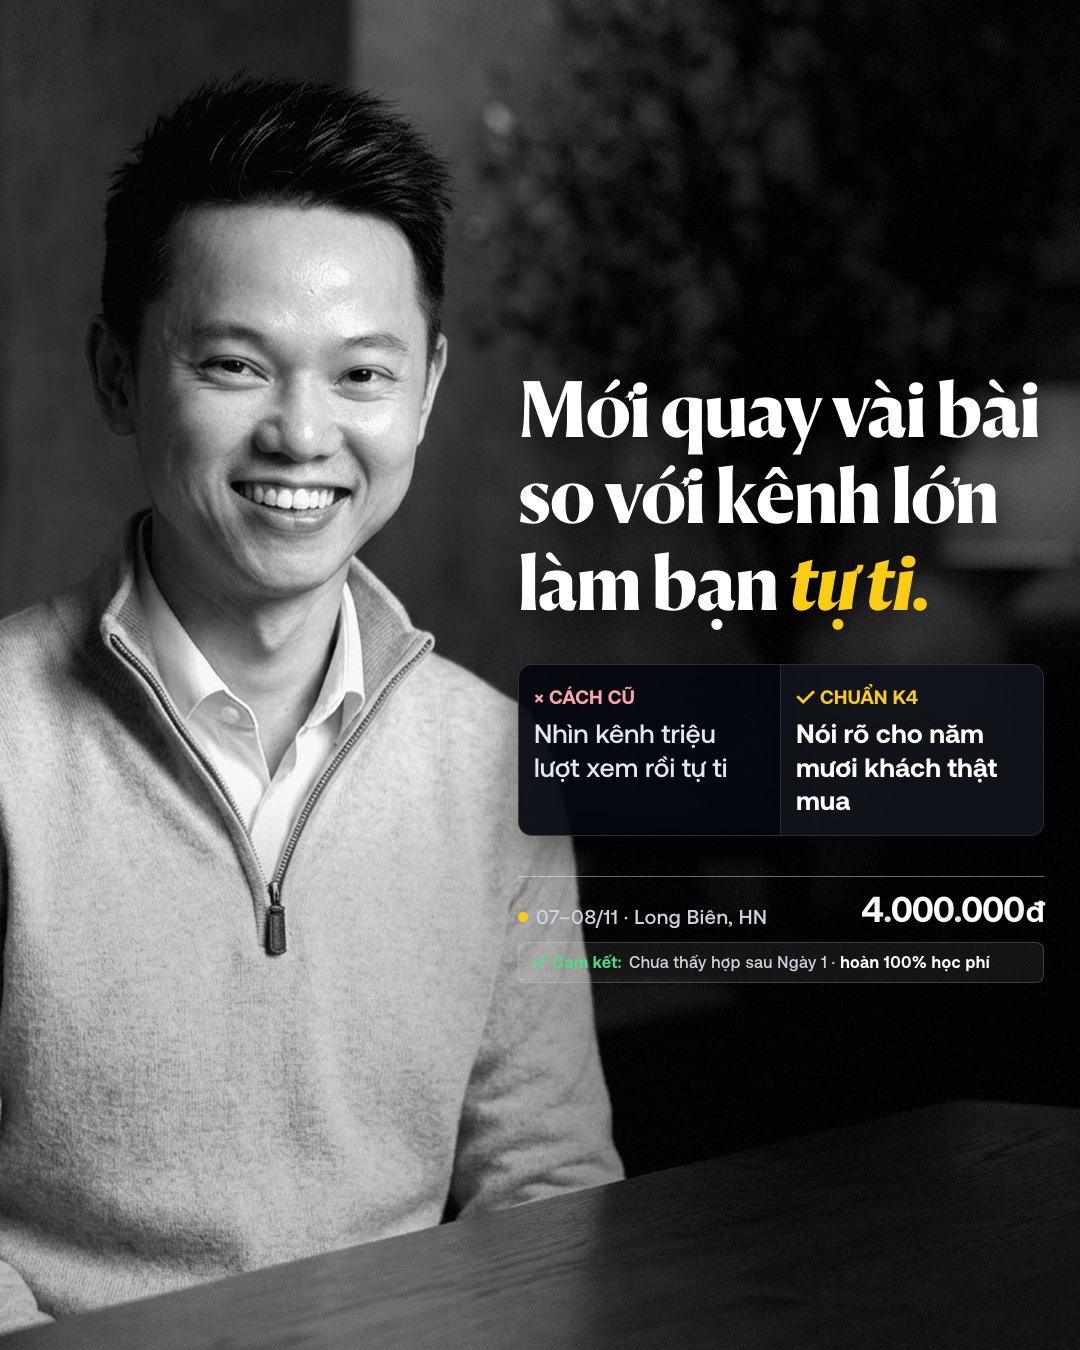 Mới quay vài bài
so với kênh lớn
làm bạn tự ti.
× CÁCH CŨ
Nhìn kênh triệu
lượt xem rồi tự ti
✓ CHUẨN K4
Nói rõ cho năm
mươi khách thật
mua
07–08/11 · Long Biên, HN
4.000.000đ
✓ Cam kết: Chưa thấy hợp sau Ngày 1 · hoàn 100% học phí